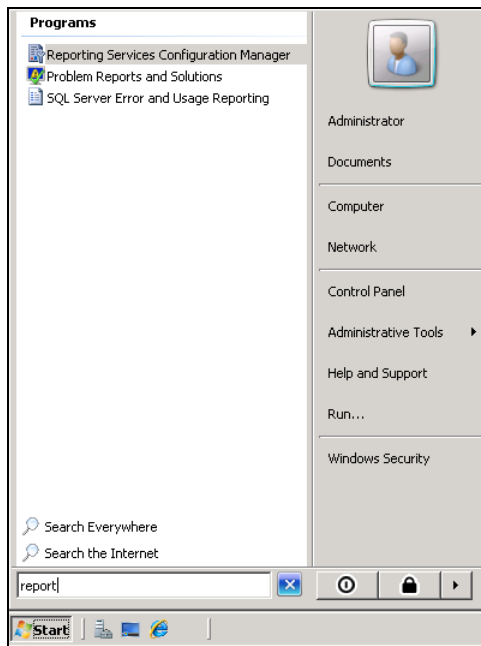 Programs
Reporting Services Configuration Manager
Problem Reports and Solutions
SQL Server Error and Usage Reporting
Search Everywhere
Search the Internet
report
Administrator
Documents
Computer
Network
Control Panel
Administrative Tools
Help and Support
Run...
Windows Security
Start